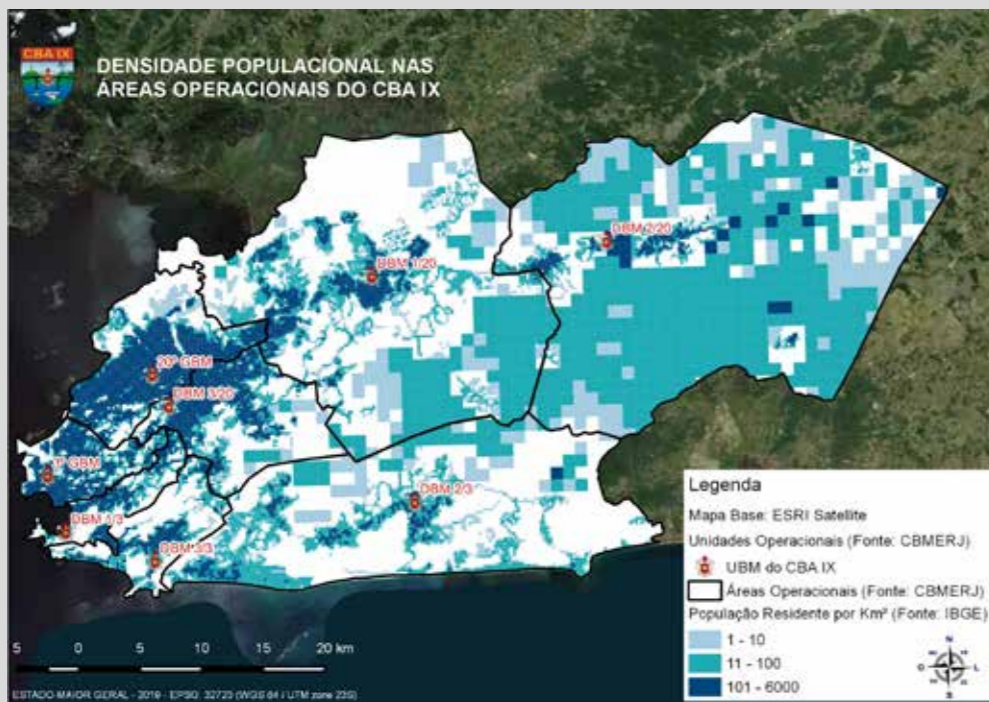 CBA IX
DENSIDADE POPULACIONAL NAS
ÁREAS OPERACIONAIS DO CBA IX
DBM 2/20
DBM 1/20
20º GBM
DBM 3/20
3º GBM
DBM 2/3
DBM 1/3
DBM 3/3
Legenda
Mapa Base: ESRI Satellite
Unidades Operacionais (Fonte: CBMERJ)
UBM do CBA IX
Áreas Operacionais (Fonte: CBMERJ)
População Residente por Km² (Fonte: IBGE)
1 - 10
11 - 100
101 - 6000
N
L
S
5 0 5 10 15 20 km
ESTADO MAIOR GERAL - 2019 - EPSG: 32723 (WGS 84 / UTM zone 23S)